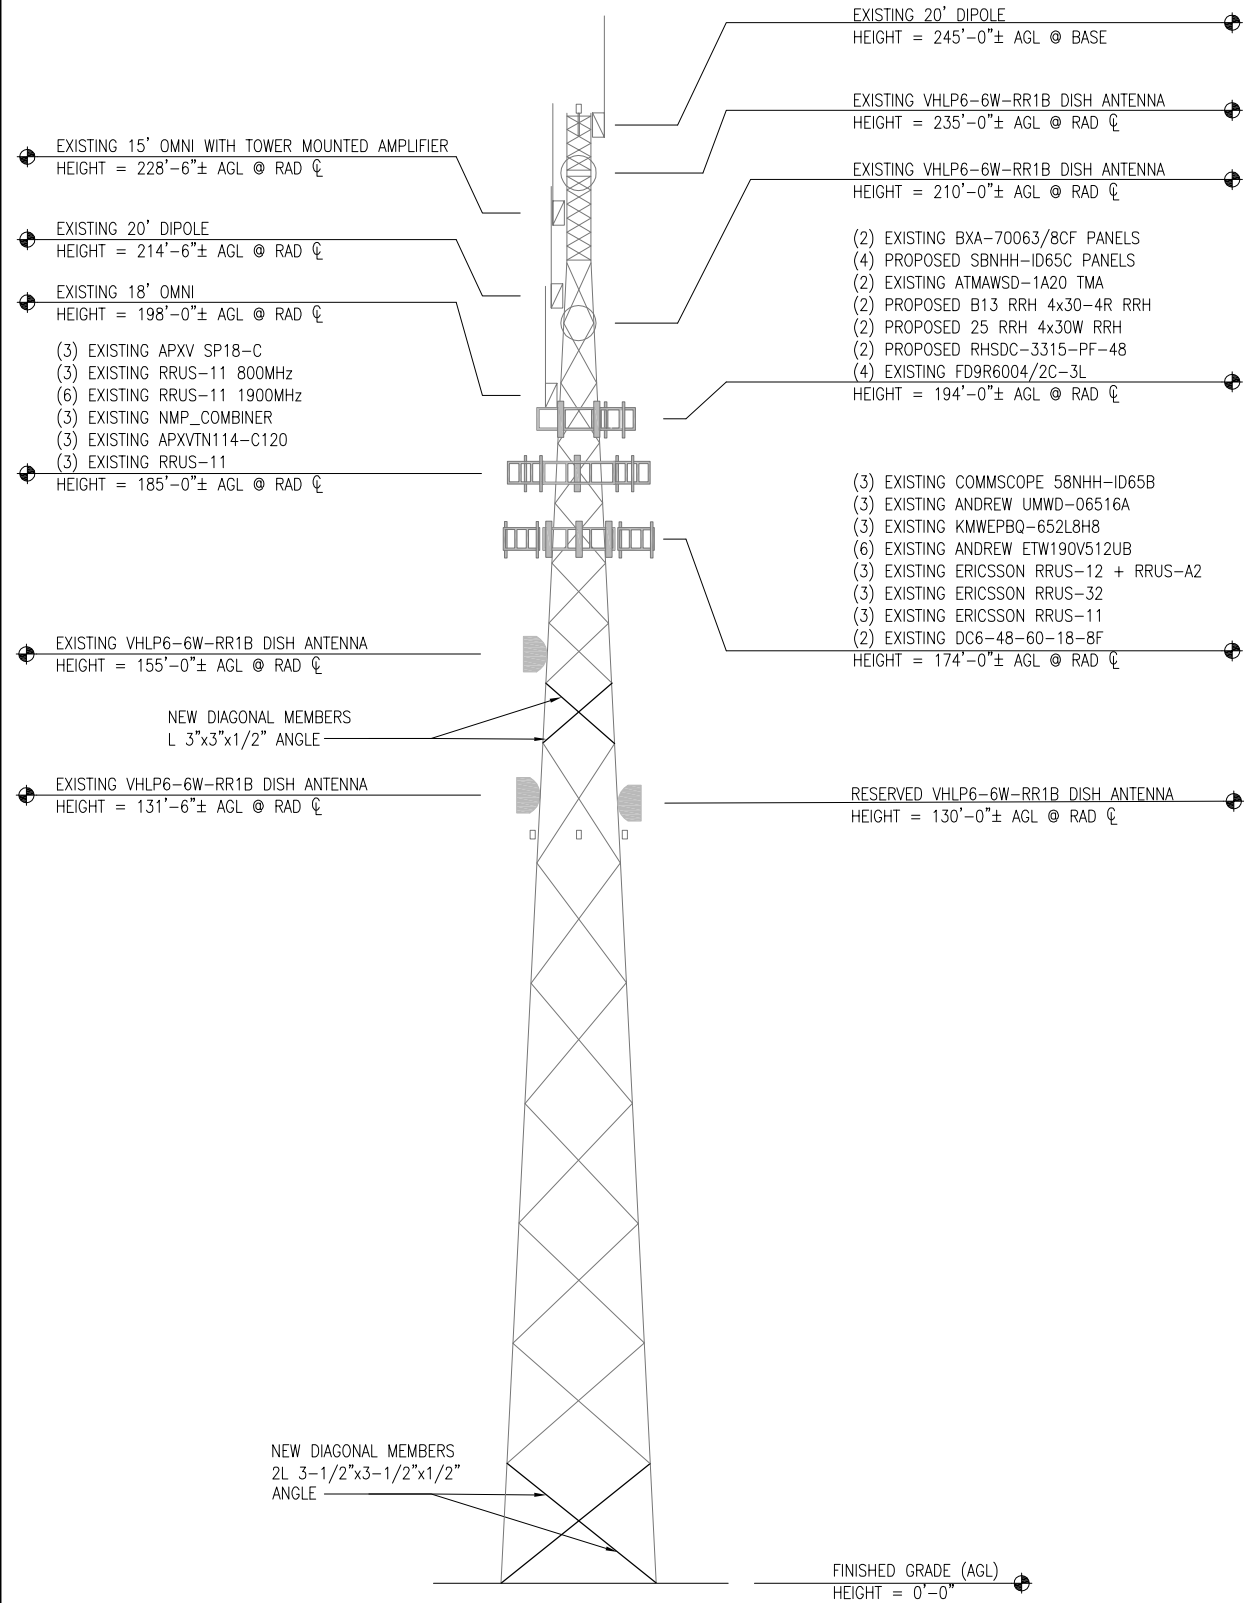 EXISTING 20' DIPOLE
HEIGHT = 245'-0"± AGL @ BASE
EXISTING VHLP6-6W-RR1B DISH ANTENNA
HEIGHT = 235'-0"± AGL @ RAD ℄
EXISTING 15' OMNI WITH TOWER MOUNTED AMPLIFIER
HEIGHT = 228'-6"± AGL @ RAD ℄
EXISTING VHLP6-6W-RR1B DISH ANTENNA
HEIGHT = 210'-0"± AGL @ RAD ℄
EXISTING 20' DIPOLE
HEIGHT = 214'-6"± AGL @ RAD ℄
EXISTING 18' OMNI
HEIGHT = 198'-0"± AGL @ RAD ℄
(2) EXISTING BXA-70063/8CF PANELS
(4) PROPOSED SBNHH-ID65C PANELS
(2) EXISTING ATMAWSD-1A20 TMA
(2) PROPOSED B13 RRH 4x30-4R RRH
(2) PROPOSED 25 RRH 4x30W RRH
(2) PROPOSED RHSDC-3315-PF-48
(4) EXISTING FD9R6004/2C-3L
HEIGHT = 194'-0"± AGL @ RAD ℄
(3) EXISTING APXV SP18-C
(3) EXISTING RRUS-11 800MHz
(6) EXISTING RRUS-11 1900MHz
(3) EXISTING NMP_COMBINER
(3) EXISTING APXVTN114-C120
(3) EXISTING RRUS-11
HEIGHT = 185'-0"± AGL @ RAD ℄
(3) EXISTING COMMSCOPE 58NHH-ID65B
(3) EXISTING ANDREW UMWD-06516A
(3) EXISTING KMWEPBQ-652L8H8
(6) EXISTING ANDREW ETW190V512UB
(3) EXISTING ERICSSON RRUS-12 + RRUS-A2
(3) EXISTING ERICSSON RRUS-32
(3) EXISTING ERICSSON RRUS-11
(2) EXISTING DC6-48-60-18-8F
HEIGHT = 174'-0"± AGL @ RAD ℄
EXISTING VHLP6-6W-RR1B DISH ANTENNA
HEIGHT = 155'-0"± AGL @ RAD ℄
NEW DIAGONAL MEMBERS
L 3"x3"x1/2" ANGLE
EXISTING VHLP6-6W-RR1B DISH ANTENNA
HEIGHT = 131'-6"± AGL @ RAD ℄
RESERVED VHLP6-6W-RR1B DISH ANTENNA
HEIGHT = 130'-0"± AGL @ RAD ℄
NEW DIAGONAL MEMBERS
2L 3-1/2"x3-1/2"x1/2"
ANGLE
FINISHED GRADE (AGL)
HEIGHT = 0'-0"